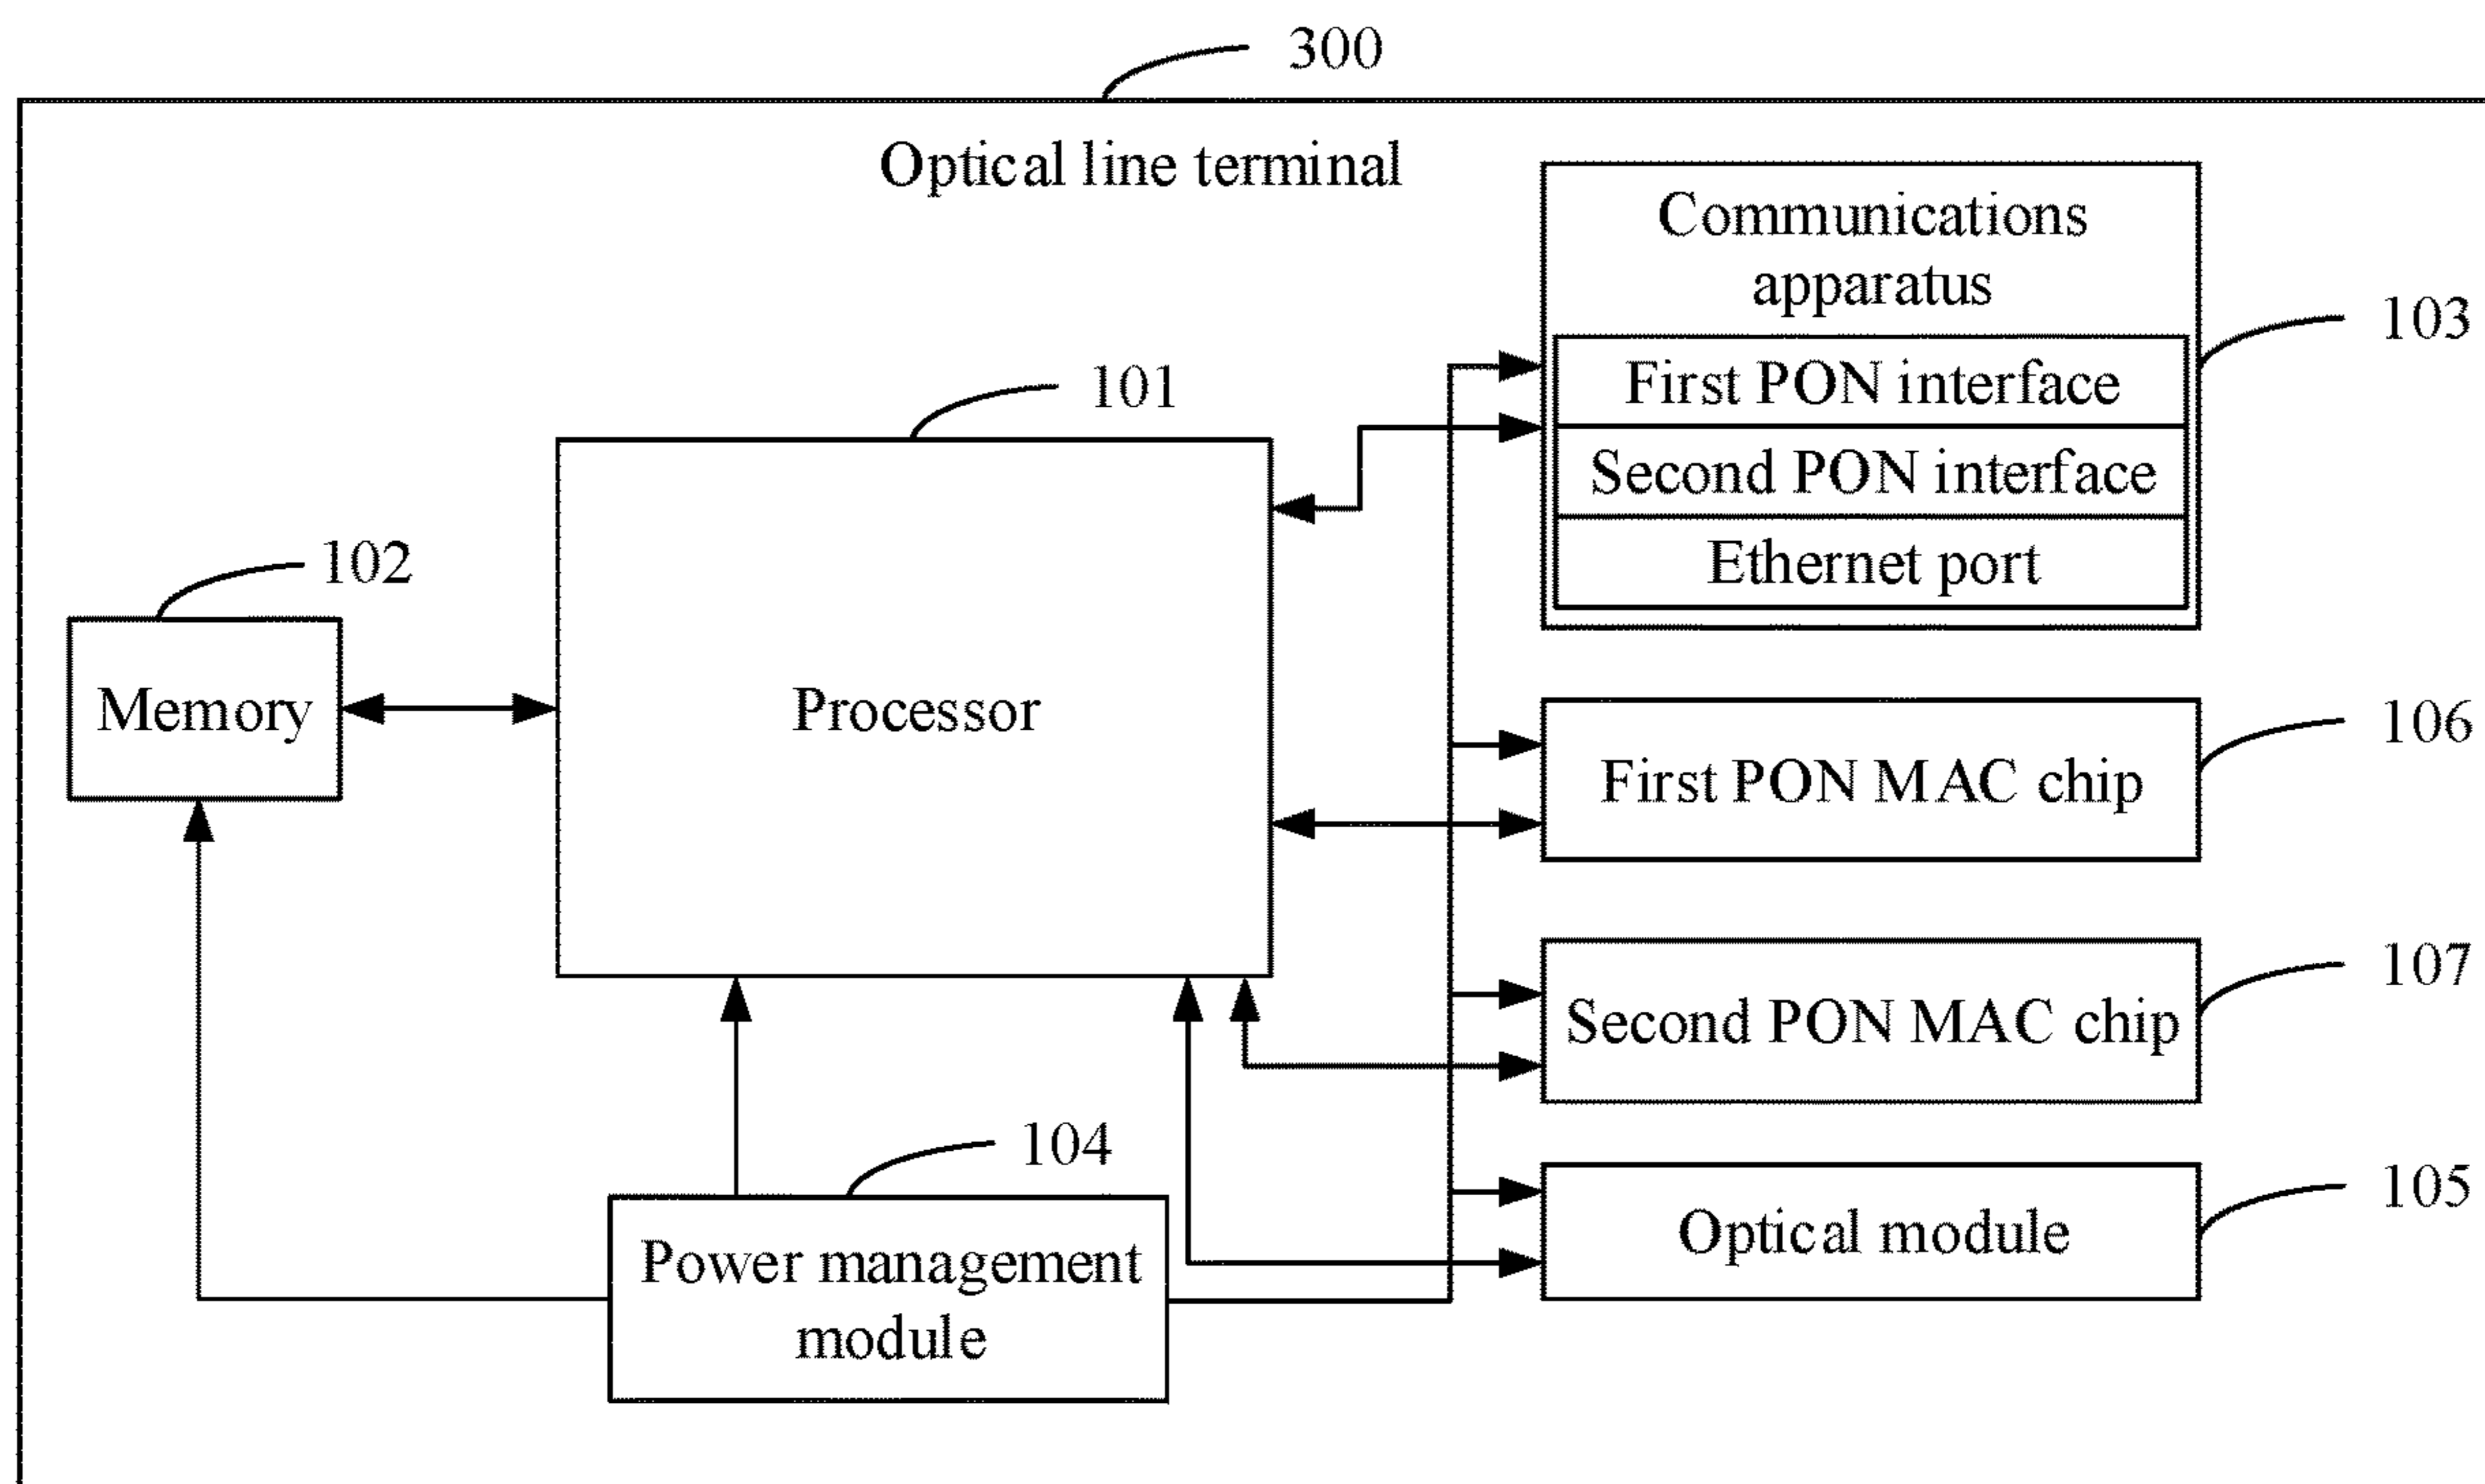 300
Optical line terminal
Communications
apparatus
103
First PON interface
Second PON interface
Ethernet port
101
Processor
102
Memory
106
First PON MAC chip
107
Second PON MAC chip
104
Power management
module
105
Optical module